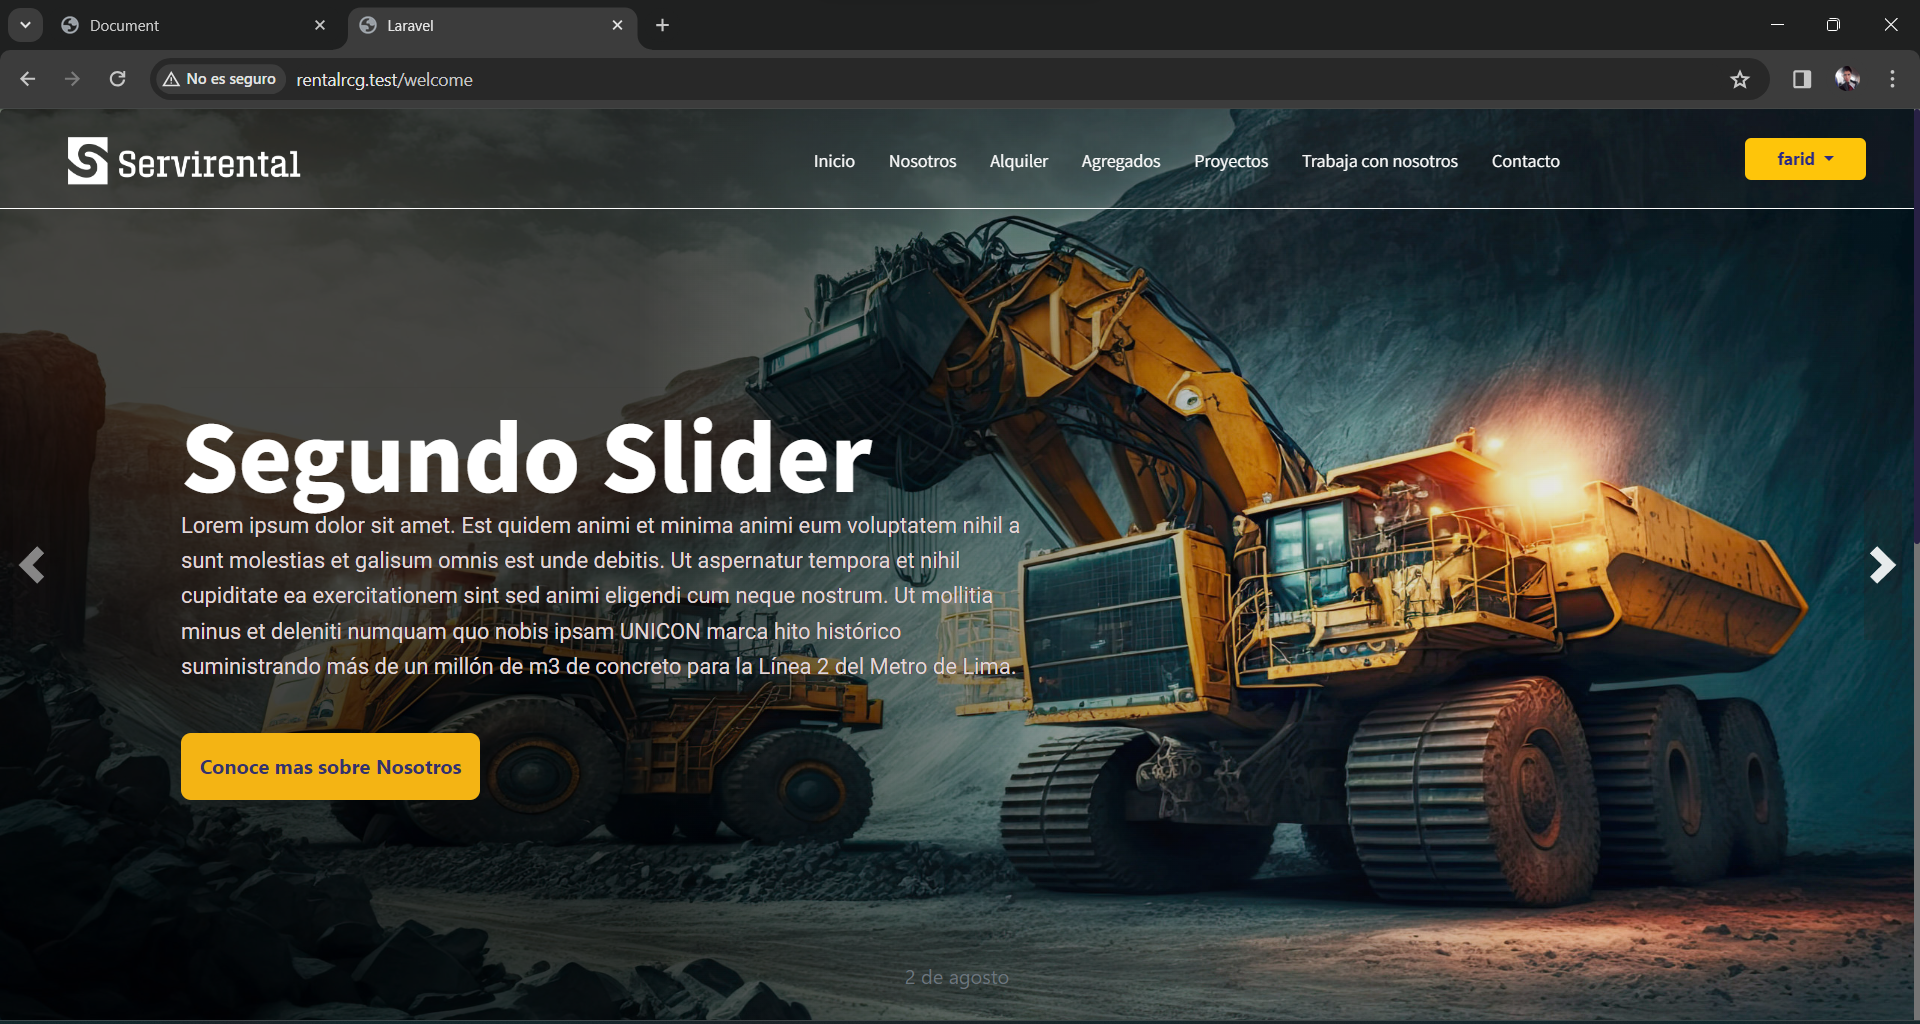 Document
Laravel
No es seguro
rentalrcg.test/welcome
Servirental
Inicio
Nosotros
Alquiler
Agregados
Proyectos
Trabaja con nosotros
Contacto
farid
Segundo Slider
Lorem ipsum dolor sit amet. Est quidem animi et minima animi eum voluptatem nihil a
sunt molestias et galisum omnis est unde debitis. Ut aspernatur tempora et nihil
cupiditate ea exercitationem sint sed animi eligendi cum neque nostrum. Ut mollitia
minus et deleniti numquam quo nobis ipsam UNICON marca hito histórico
suministrando más de un millón de m3 de concreto para la Línea 2 del Metro de Lima.
Conoce mas sobre Nosotros
2 de agosto